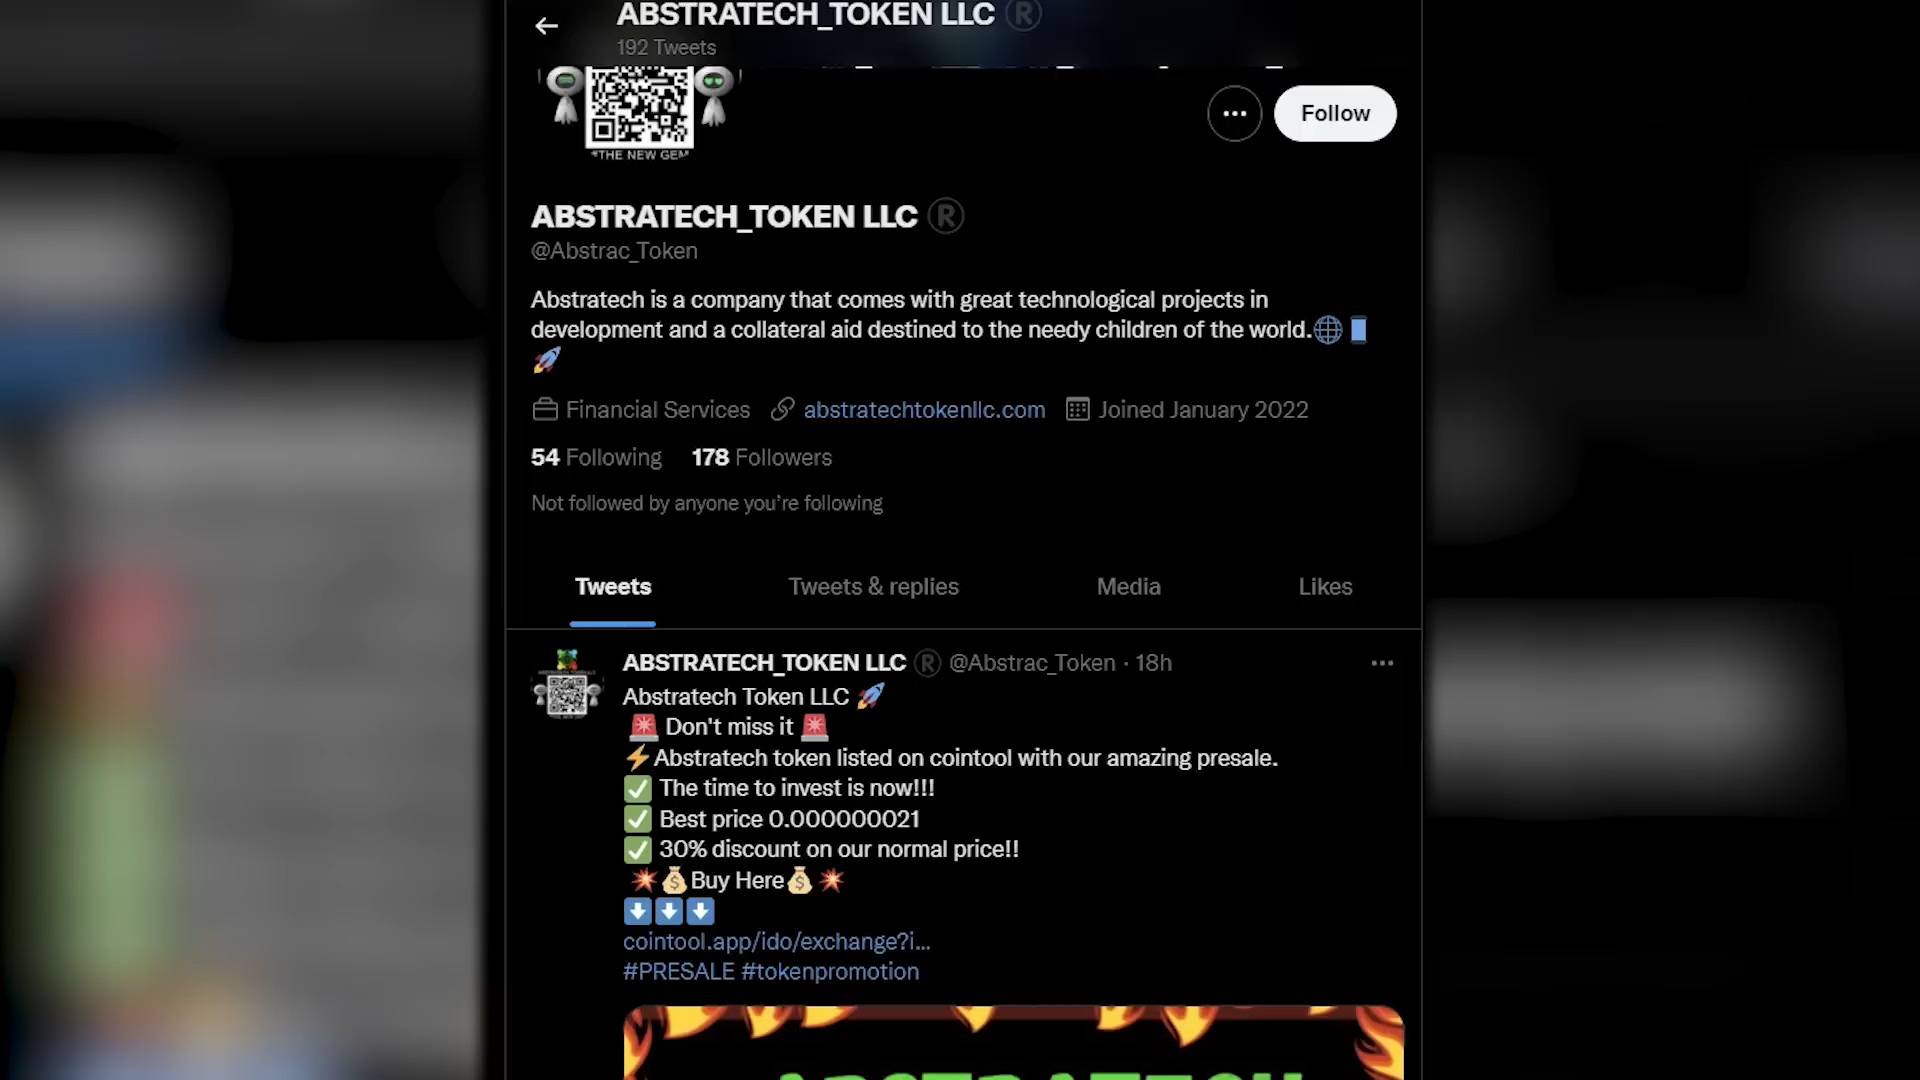 ABSTRATECH_TOKEN LLC ®
192 Tweets
*THE NEW GEM
Follow
ABSTRATECH_TOKEN LLC ®
@Abstrac_Token
Abstratech is a company that comes with great technological projects in
development and a collateral aid destined to the needy children of the world.🌐📱
🚀
Financial Services abstratechtokenllc.com Joined January 2022
54 Following 178 Followers
Not followed by anyone you're following
Tweets Tweets & replies Media Likes
ABSTRATECH_TOKEN LLC ® @Abstrac_Token · 18h
Abstratech Token LLC 🚀
🚨 Don't miss it 🚨
⚡Abstratech token listed on cointool with our amazing presale.
✅ The time to invest is now!!!
✅ Best price 0.000000021
✅ 30% discount on our normal price!!
💥💰Buy Here💰💥
⬇⬇⬇
cointool.app/ido/exchange?i...
#PRESALE #tokenpromotion
ABSTRATECH